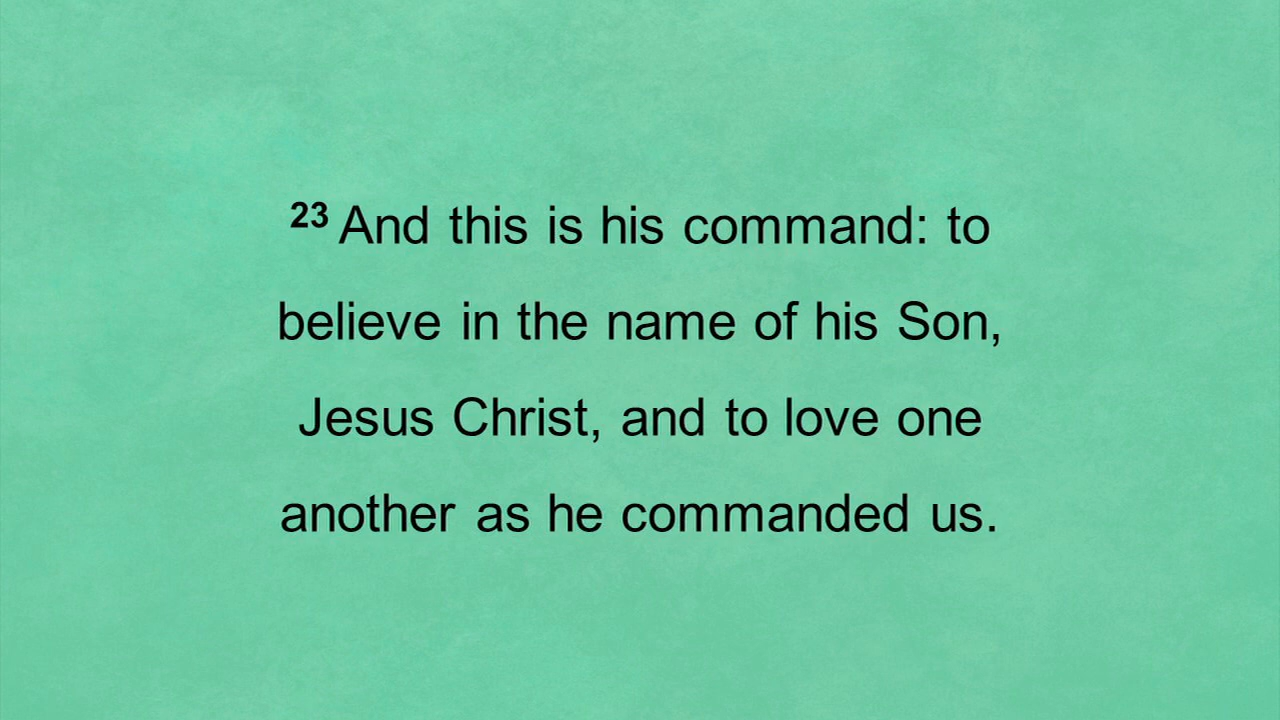 23 And this is his command: to
believe in the name of his Son,
Jesus Christ, and to love one
another as he commanded us.